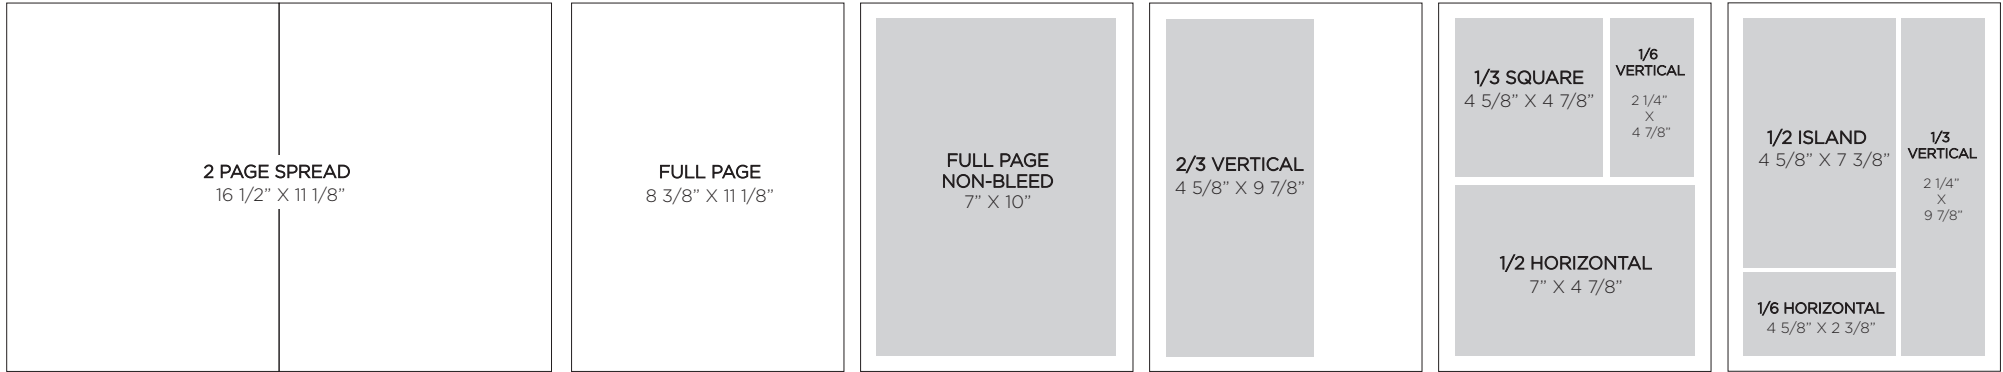 2 PAGE SPREAD
16 1/2” X 11 1/8”
FULL PAGE
8 3/8” X 11 1/8”
FULL PAGE
NON-BLEED
7” X 10”
2/3 VERTICAL
4 5/8” X 9 7/8”
1/3 SQUARE
4 5/8” X 4 7/8”
1/6
VERTICAL
2 1/4”
X
4 7/8”
1/2 HORIZONTAL
7” X 4 7/8”
1/2 ISLAND
4 5/8” X 7 3/8”
1/3
VERTICAL
2 1/4”
X
9 7/8”
1/6 HORIZONTAL
4 5/8” X 2 3/8”